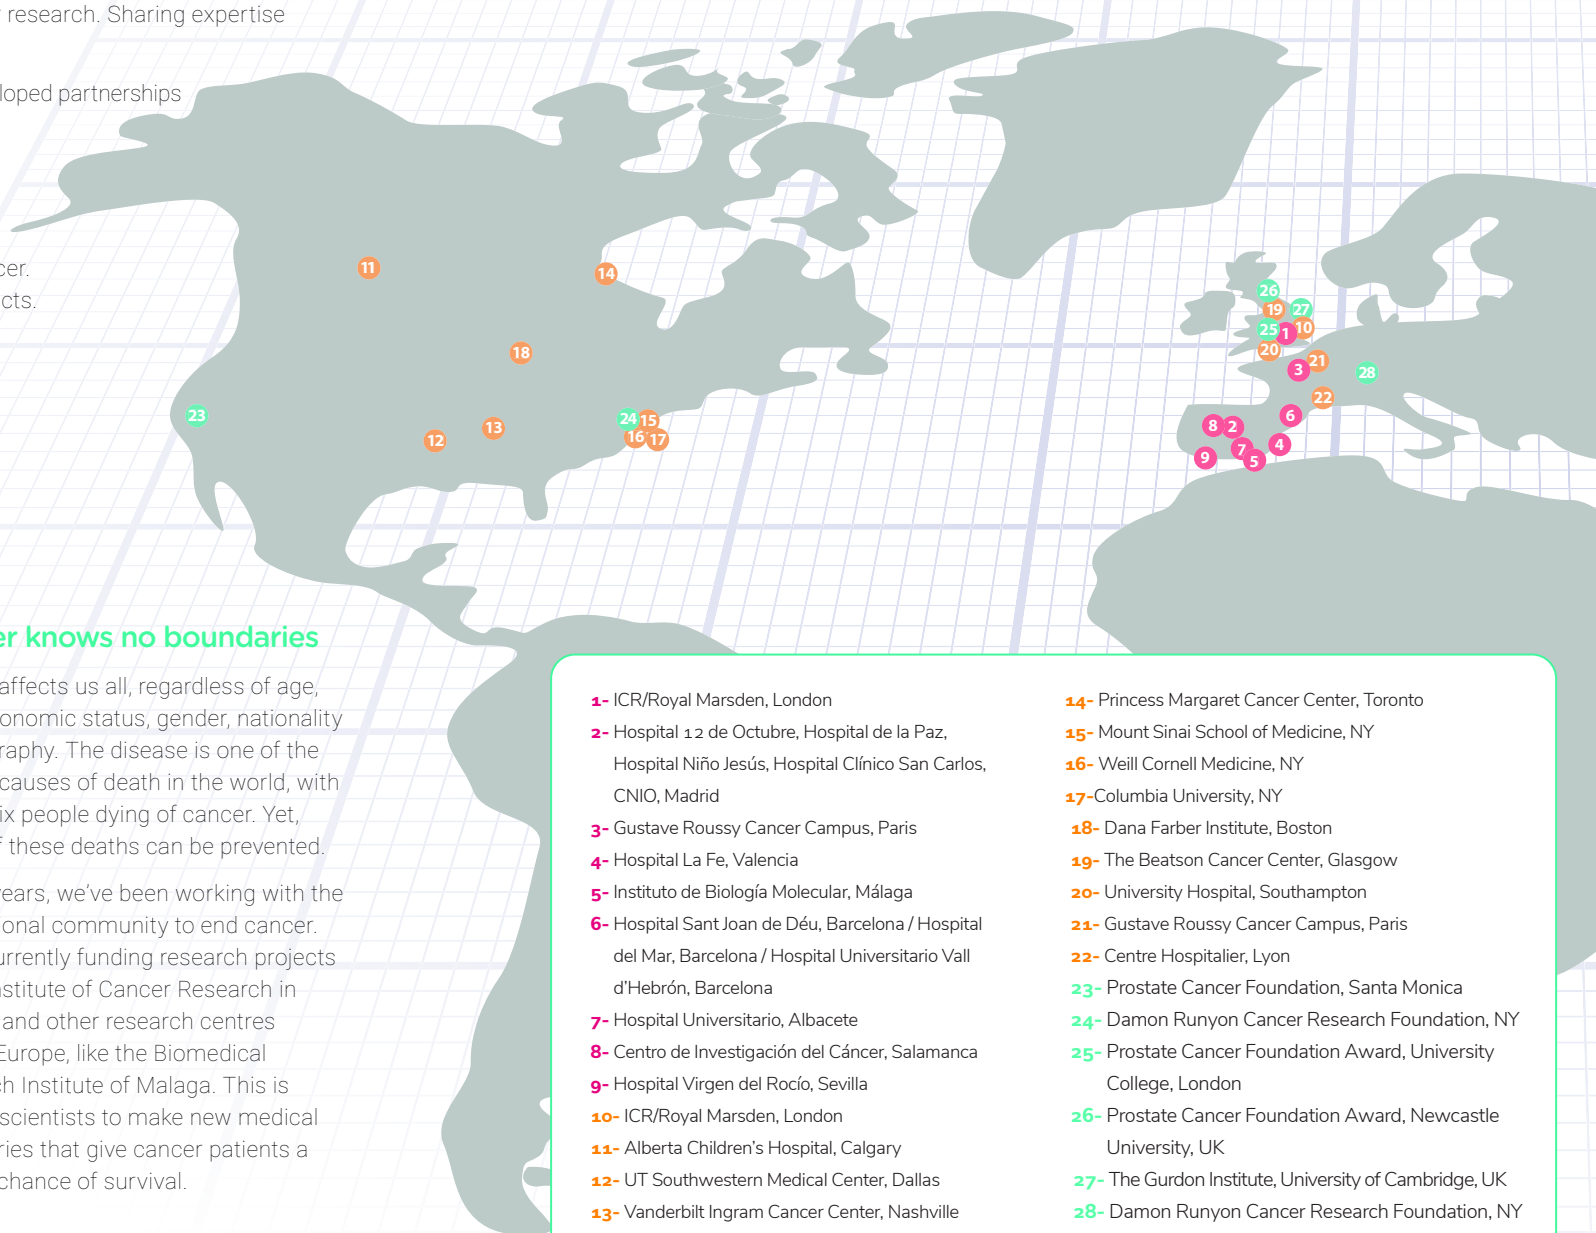 research. Sharing expertise
loped partnerships
cer.
cts.
11
14
18
23
13
12
24
15
16
17
26
19
27
25
1
10
20
21
3
28
22
6
8
2
7
4
9
5
er knows no boundaries
affects us all, regardless of age,
onomic status, gender, nationality
raphy. The disease is one of the
causes of death in the world, with
ix people dying of cancer. Yet,
f these deaths can be prevented.
years, we’ve been working with the
onal community to end cancer.
urrently funding research projects
nstitute of Cancer Research in
and other research centres
Europe, like the Biomedical
ch Institute of Malaga. This is
scientists to make new medical
ries that give cancer patients a
chance of survival.
1- ICR/Royal Marsden, London
2- Hospital 12 de Octubre, Hospital de la Paz,
Hospital Niño Jesús, Hospital Clínico San Carlos,
CNIO, Madrid
3- Gustave Roussy Cancer Campus, Paris
4- Hospital La Fe, Valencia
5- Instituto de Biología Molecular, Málaga
6- Hospital Sant Joan de Déu, Barcelona / Hospital
del Mar, Barcelona / Hospital Universitario Vall
d’Hebrón, Barcelona
7- Hospital Universitario, Albacete
8- Centro de Investigación del Cáncer, Salamanca
9- Hospital Virgen del Rocío, Sevilla
10- ICR/Royal Marsden, London
11- Alberta Children’s Hospital, Calgary
12- UT Southwestern Medical Center, Dallas
13- Vanderbilt Ingram Cancer Center, Nashville
14- Princess Margaret Cancer Center, Toronto
15- Mount Sinai School of Medicine, NY
16- Weill Cornell Medicine, NY
17-Columbia University, NY
18- Dana Farber Institute, Boston
19- The Beatson Cancer Center, Glasgow
20- University Hospital, Southampton
21- Gustave Roussy Cancer Campus, Paris
22- Centre Hospitalier, Lyon
23- Prostate Cancer Foundation, Santa Monica
24- Damon Runyon Cancer Research Foundation, NY
25- Prostate Cancer Foundation Award, University
College, London
26- Prostate Cancer Foundation Award, Newcastle
University, UK
27- The Gurdon Institute, University of Cambridge, UK
28- Damon Runyon Cancer Research Foundation, NY